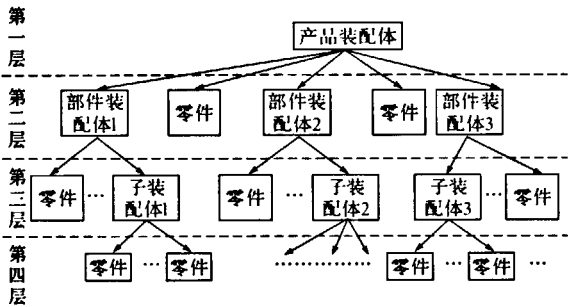 第一层
产品装配体
第二层
部件装配体1
零件
部件装配体2
零件
部件装配体3
第三层
零件
…
子装配体1
零件
…
子装配体2
子装配体3
…
零件
第四层
零件
…
零件
……………
零件
…
零件
…